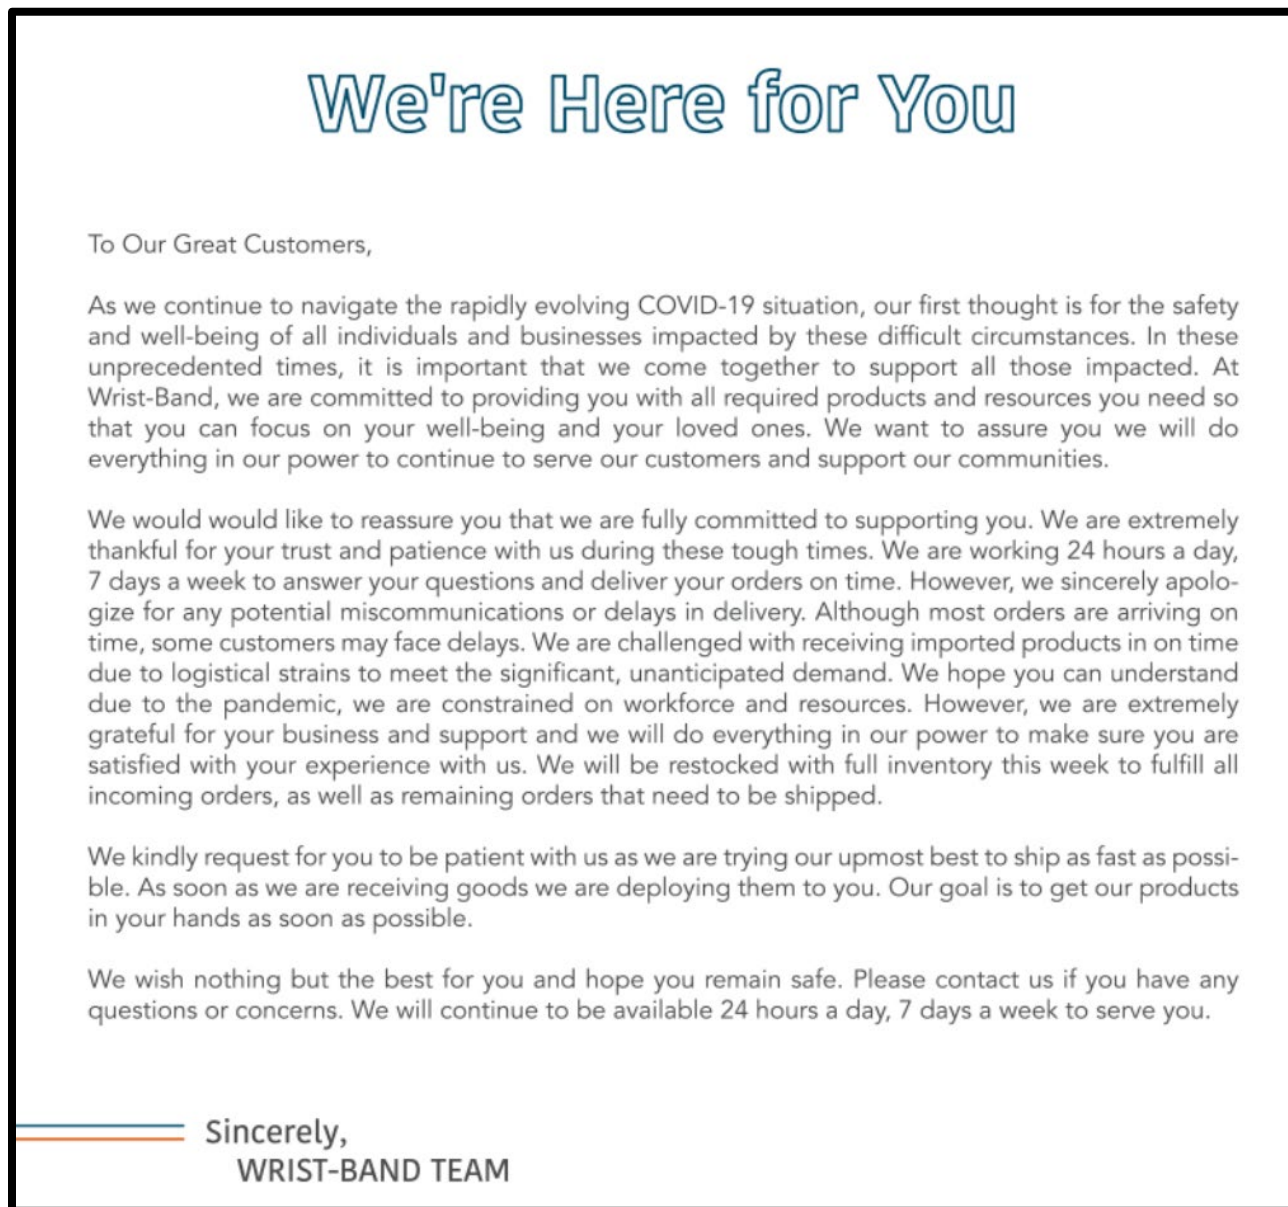 We're Here for You
To Our Great Customers,
As we continue to navigate the rapidly evolving COVID-19 situation, our first thought is for the safety
and well-being of all individuals and businesses impacted by these difficult circumstances. In these
unprecedented times, it is important that we come together to support all those impacted. At
Wrist-Band, we are committed to providing you with all required products and resources you need so
that you can focus on your well-being and your loved ones. We want to assure you we will do
everything in our power to continue to serve our customers and support our communities.
We would would like to reassure you that we are fully committed to supporting you. We are extremely
thankful for your trust and patience with us during these tough times. We are working 24 hours a day,
7 days a week to answer your questions and deliver your orders on time. However, we sincerely apolo-
gize for any potential miscommunications or delays in delivery. Although most orders are arriving on
time, some customers may face delays. We are challenged with receiving imported products in on time
due to logistical strains to meet the significant, unanticipated demand. We hope you can understand
due to the pandemic, we are constrained on workforce and resources. However, we are extremely
grateful for your business and support and we will do everything in our power to make sure you are
satisfied with your experience with us. We will be restocked with full inventory this week to fulfill all
incoming orders, as well as remaining orders that need to be shipped.
We kindly request for you to be patient with us as we are trying our upmost best to ship as fast as possi-
ble. As soon as we are receiving goods we are deploying them to you. Our goal is to get our products
in your hands as soon as possible.
We wish nothing but the best for you and hope you remain safe. Please contact us if you have any
questions or concerns. We will continue to be available 24 hours a day, 7 days a week to serve you.
Sincerely,
WRIST-BAND TEAM